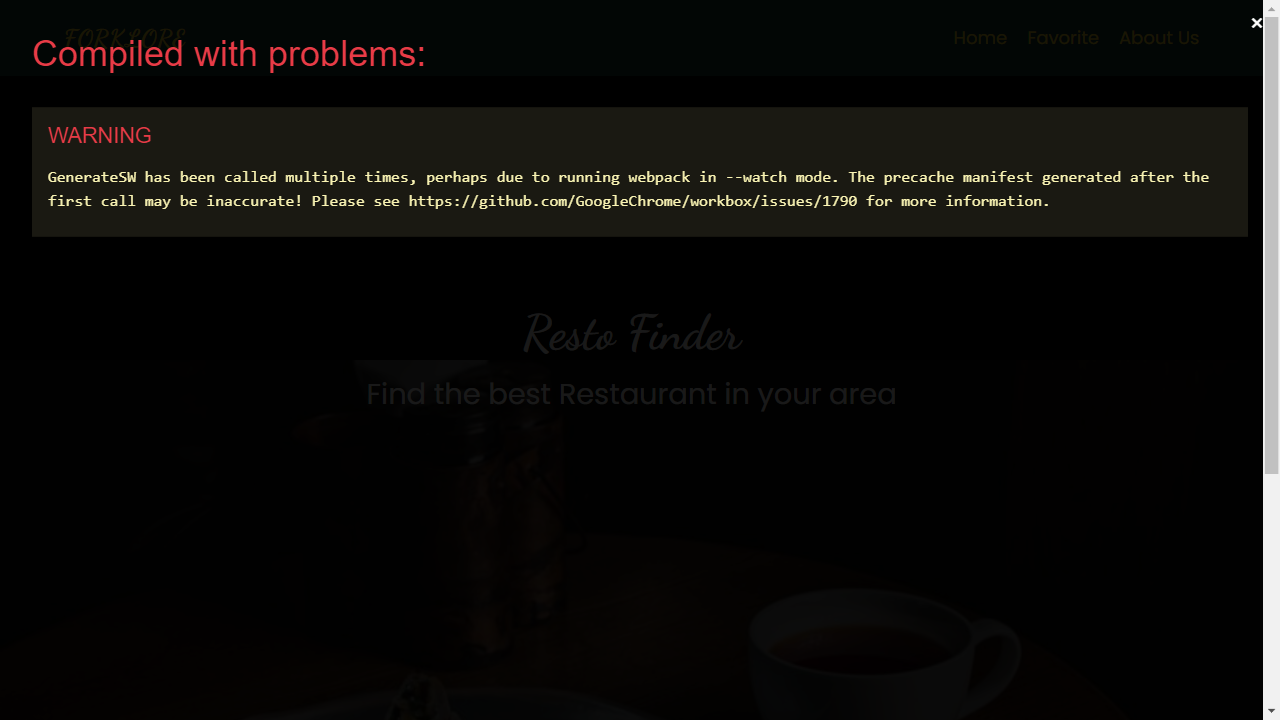 FORK LORE
Home Favorite About Us
Compiled with problems:
WARNING
GenerateSW has been called multiple times, perhaps due to running webpack in --watch mode. The precache manifest generated after the
first call may be inaccurate! Please see https://github.com/GoogleChrome/workbox/issues/1790 for more information.
Resto Finder
Find the best Restaurant in your area